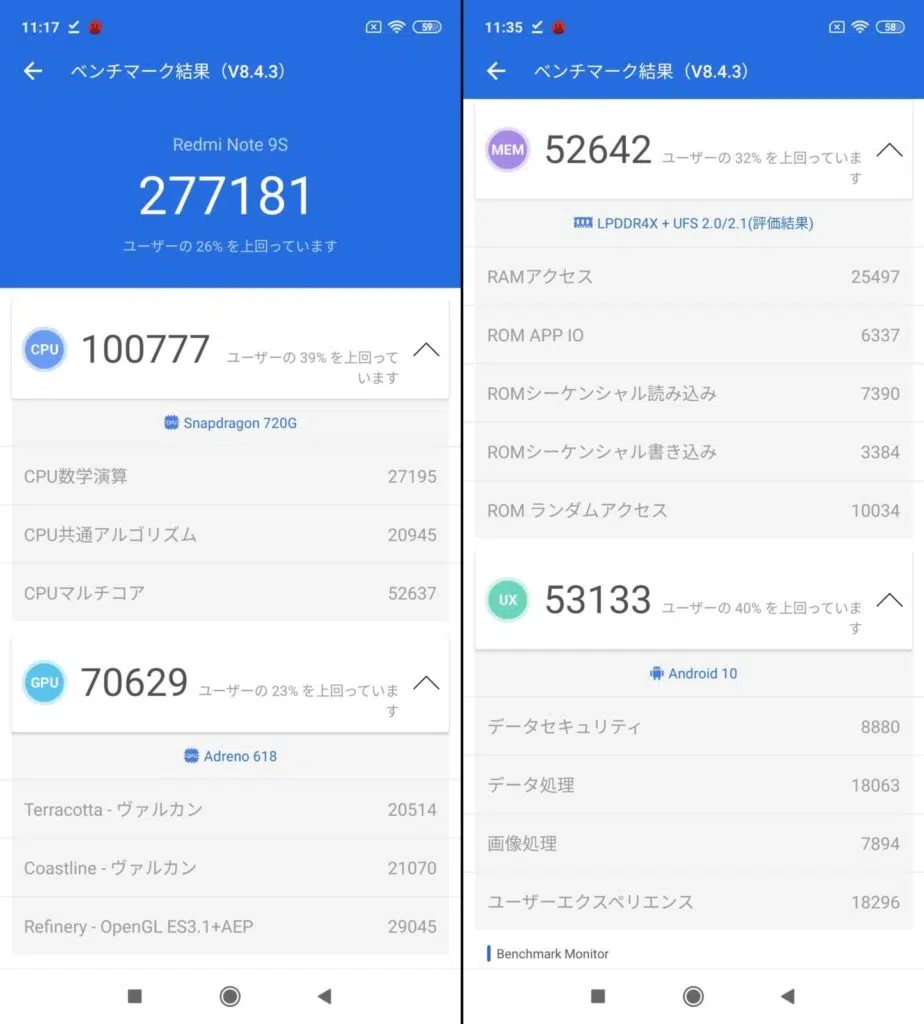 11:17
59
ベンチマーク結果（V8.4.3）
Redmi Note 9S
277181
ユーザーの 26% を上回っています
CPU
100777
ユーザーの 39% を上回って
います
Snapdragon 720G
CPU数学演算 27195
CPU共通アルゴリズム 20945
CPUマルチコア 52637
GPU
70629
ユーザーの 23% を上回っていま
す
Adreno 618
Terracotta - ヴァルカン 20514
Coastline - ヴァルカン 21070
Refinery - OpenGL ES3.1+AEP 29045
11:35
58
ベンチマーク結果（V8.4.3）
MEM
52642
ユーザーの 32% を上回っていま
す
LPDDR4X + UFS 2.0/2.1(評価結果)
RAMアクセス 25497
ROM APP IO 6337
ROMシーケンシャル読み込み 7390
ROMシーケンシャル書き込み 3384
ROM ランダムアクセス 10034
UX
53133
ユーザーの 40% を上回っていま
す
Android 10
データセキュリティ 8880
データ処理 18063
画像処理 7894
ユーザーエクスペリエンス 18296
Benchmark Monitor